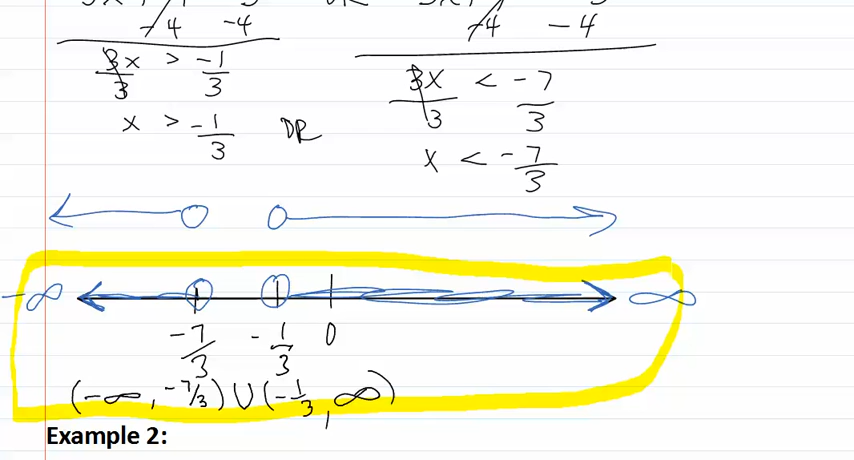 -4 -4 -4 - 4
3x/3 > -1/3 3x/3 < -7/3
x > -1/3 OR
x < -7/3
-∞ ∞
-7/3 -1/3 0
(-∞, -7/3) ∪ (-1/3, ∞)
Example 2: